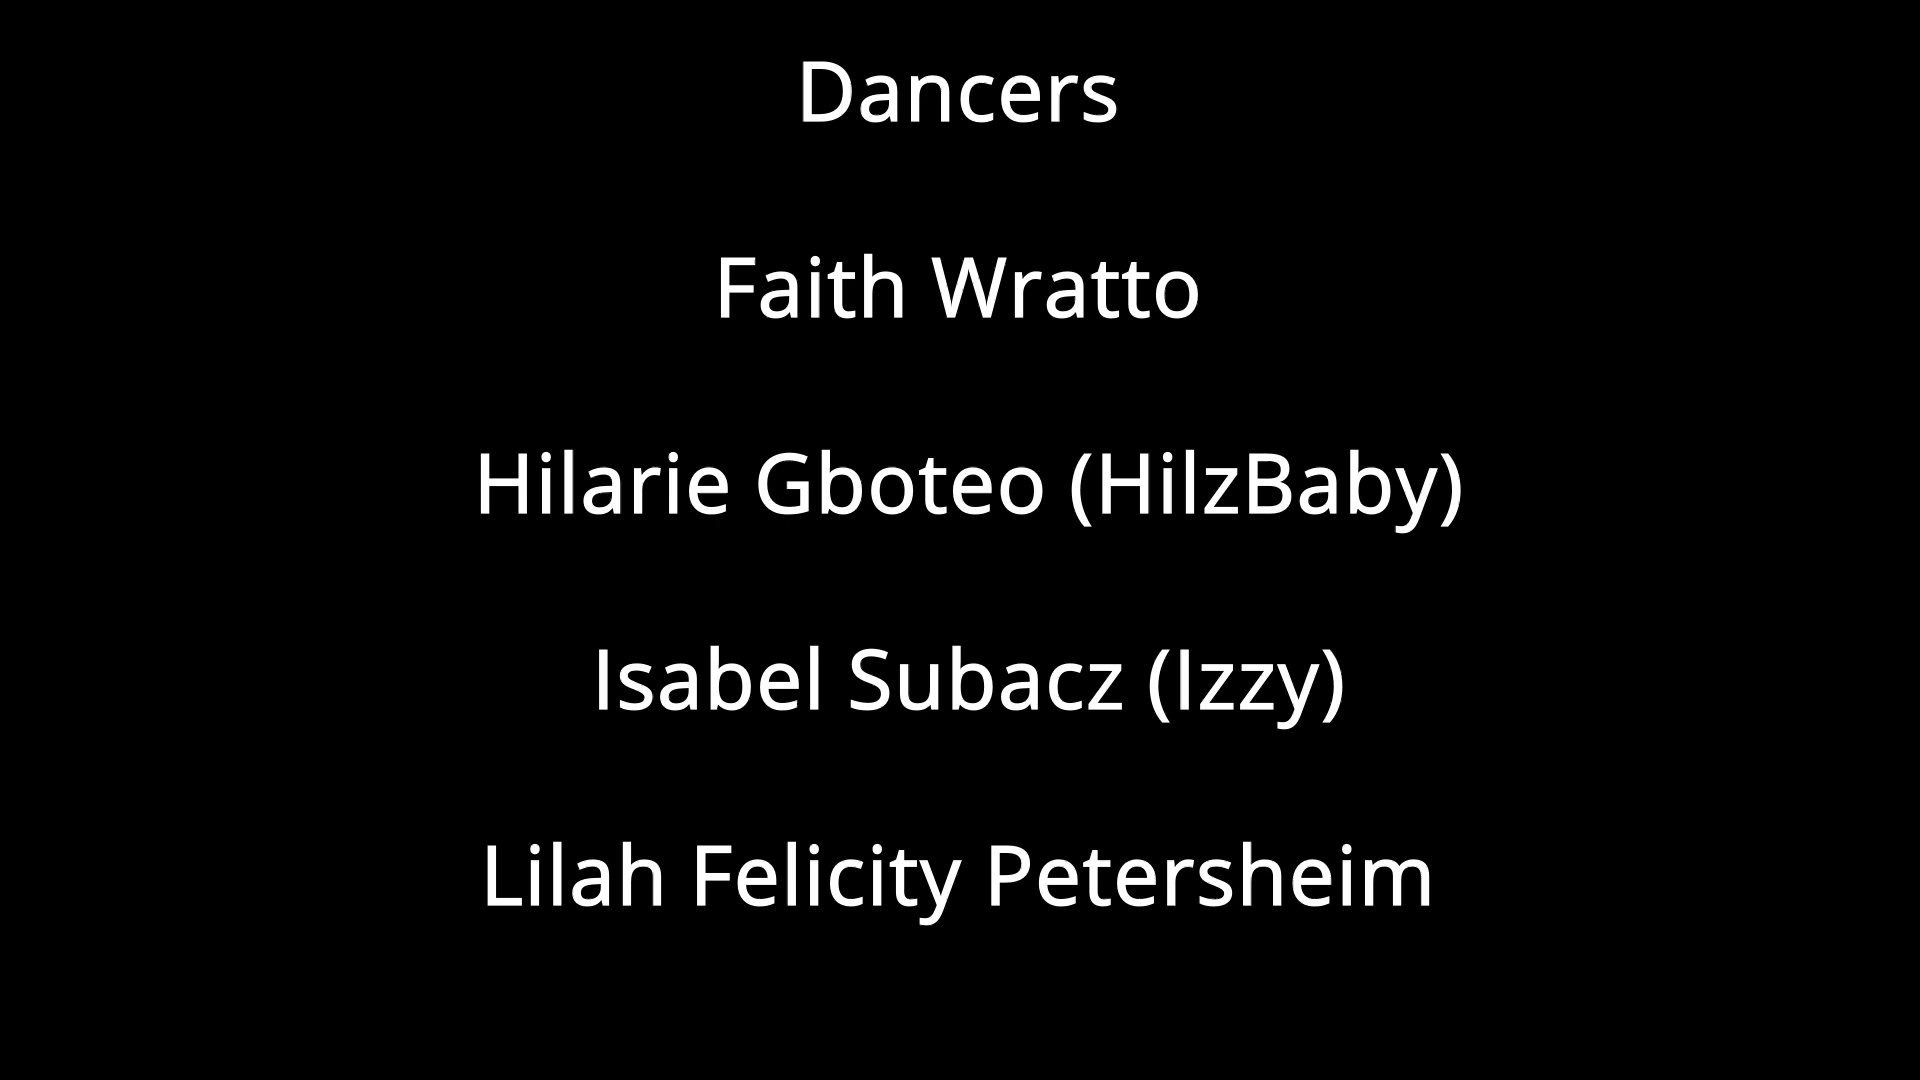 Dancers
Faith Wratto
Hilarie Gboteo (HilzBaby)
Isabel Subacz (Izzy)
Lilah Felicity Petersheim